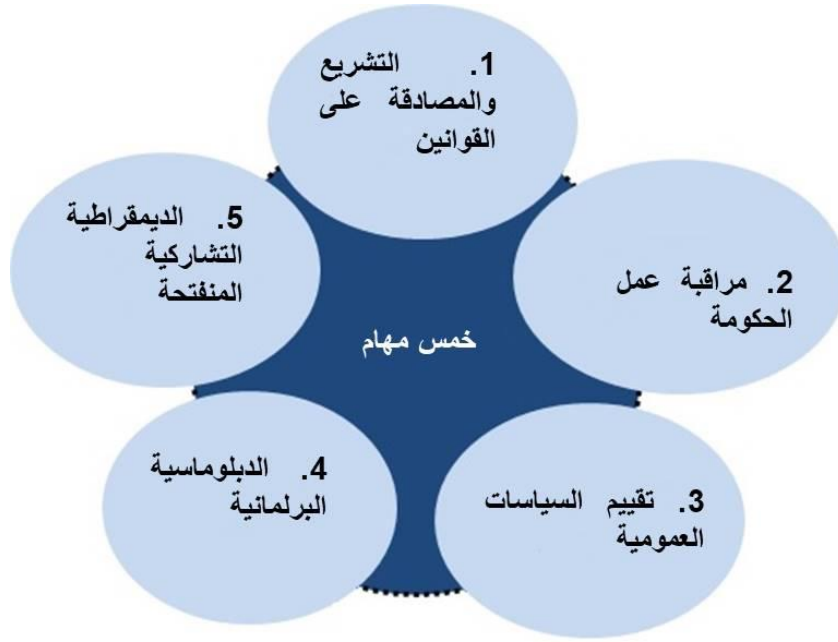 1. التشريع
والمصادقة على
القوانين
2. مراقبة عمل
الحكومة
3. تقييم السياسات
العمومية
4. الدبلوماسية
البرلمانية
5. الديمقراطية
التشاركية
المنفتحة
خمس مهام